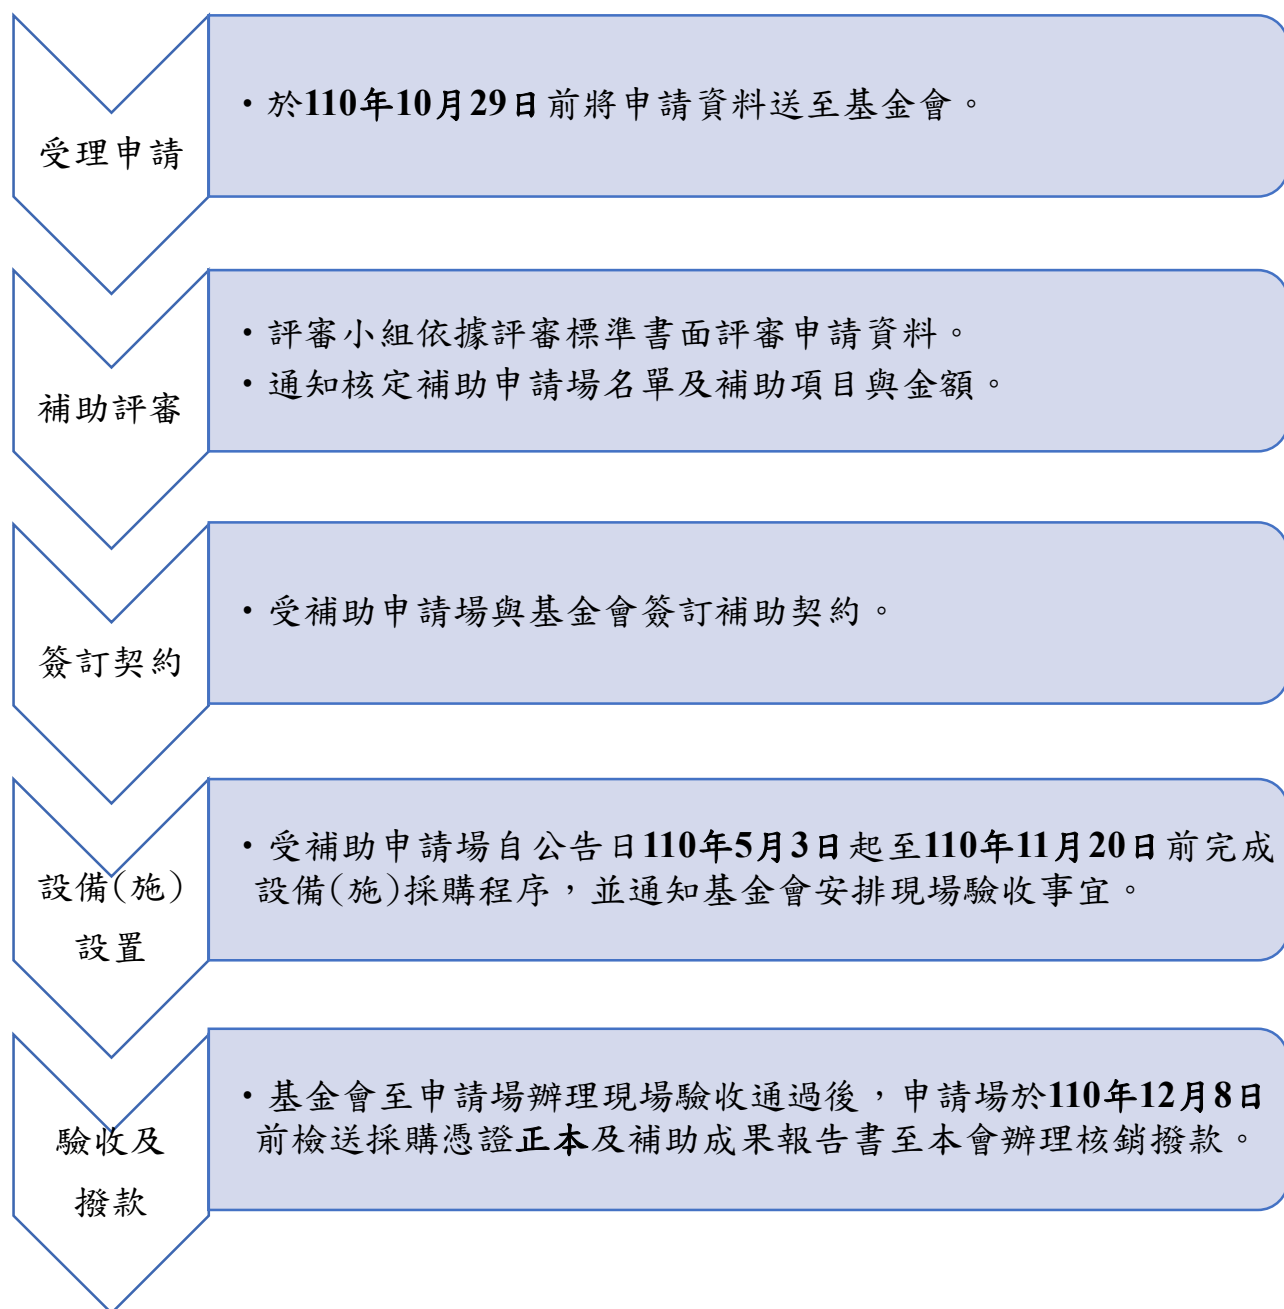 受理申請
・於110年10月29日前將申請資料送至基金會。
補助評審
・評審小組依據評審標準書面評審申請資料。
・通知核定補助申請場名單及補助項目與金額。
簽訂契約
・受補助申請場與基金會簽訂補助契約。
設備(施)
設置
・受補助申請場自公告日110年5月3日起至110年11月20日前完成
設備(施)採購程序，並通知基金會安排現場驗收事宜。
驗收及
撥款
・基金會至申請場辦理現場驗收通過後，申請場於110年12月8日
前檢送採購憑證正本及補助成果報告書至本會辦理核銷撥款。